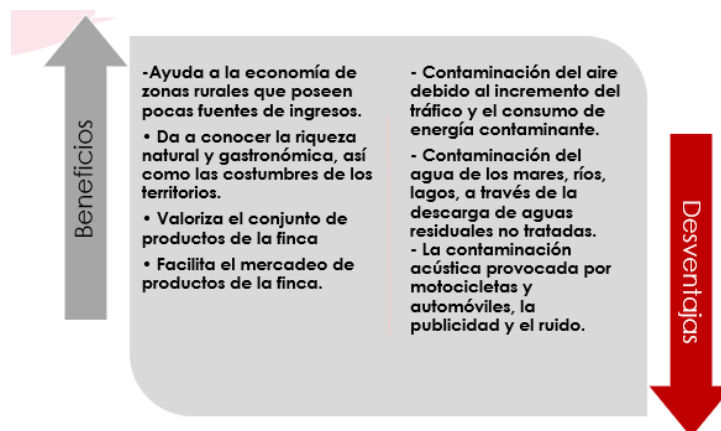 Beneficios
-Ayuda a la economía de
zonas rurales que poseen
pocas fuentes de ingresos.
• Da a conocer la riqueza
natural y gastronómica, así
como las costumbres de los
territorios.
• Valoriza el conjunto de
productos de la finca
• Facilita el mercadeo de
productos de la finca.
- Contaminación del aire
debido al incremento del
tráfico y el consumo de
energía contaminante.
- Contaminación del
agua de los mares, ríos,
lagos, a través de la
descarga de aguas
residuales no tratadas.
- La contaminación
acústica provocada por
motocicletas y
automóviles, la
publicidad y el ruido.
Desventajas